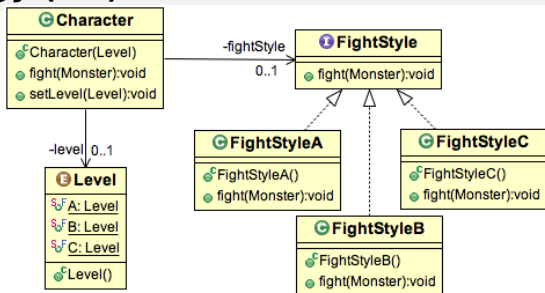 Character
Character(Level)
fight(Monster):void
setLevel(Level):void
-fightStyle
0..1
FightStyle
fight(Monster):void
-level 0..1
Level
A: Level
B: Level
C: Level
Level()
FightStyleA
FightStyleA()
fight(Monster):void
FightStyleC
FightStyleC()
fight(Monster):void
FightStyleB
FightStyleB()
fight(Monster):void